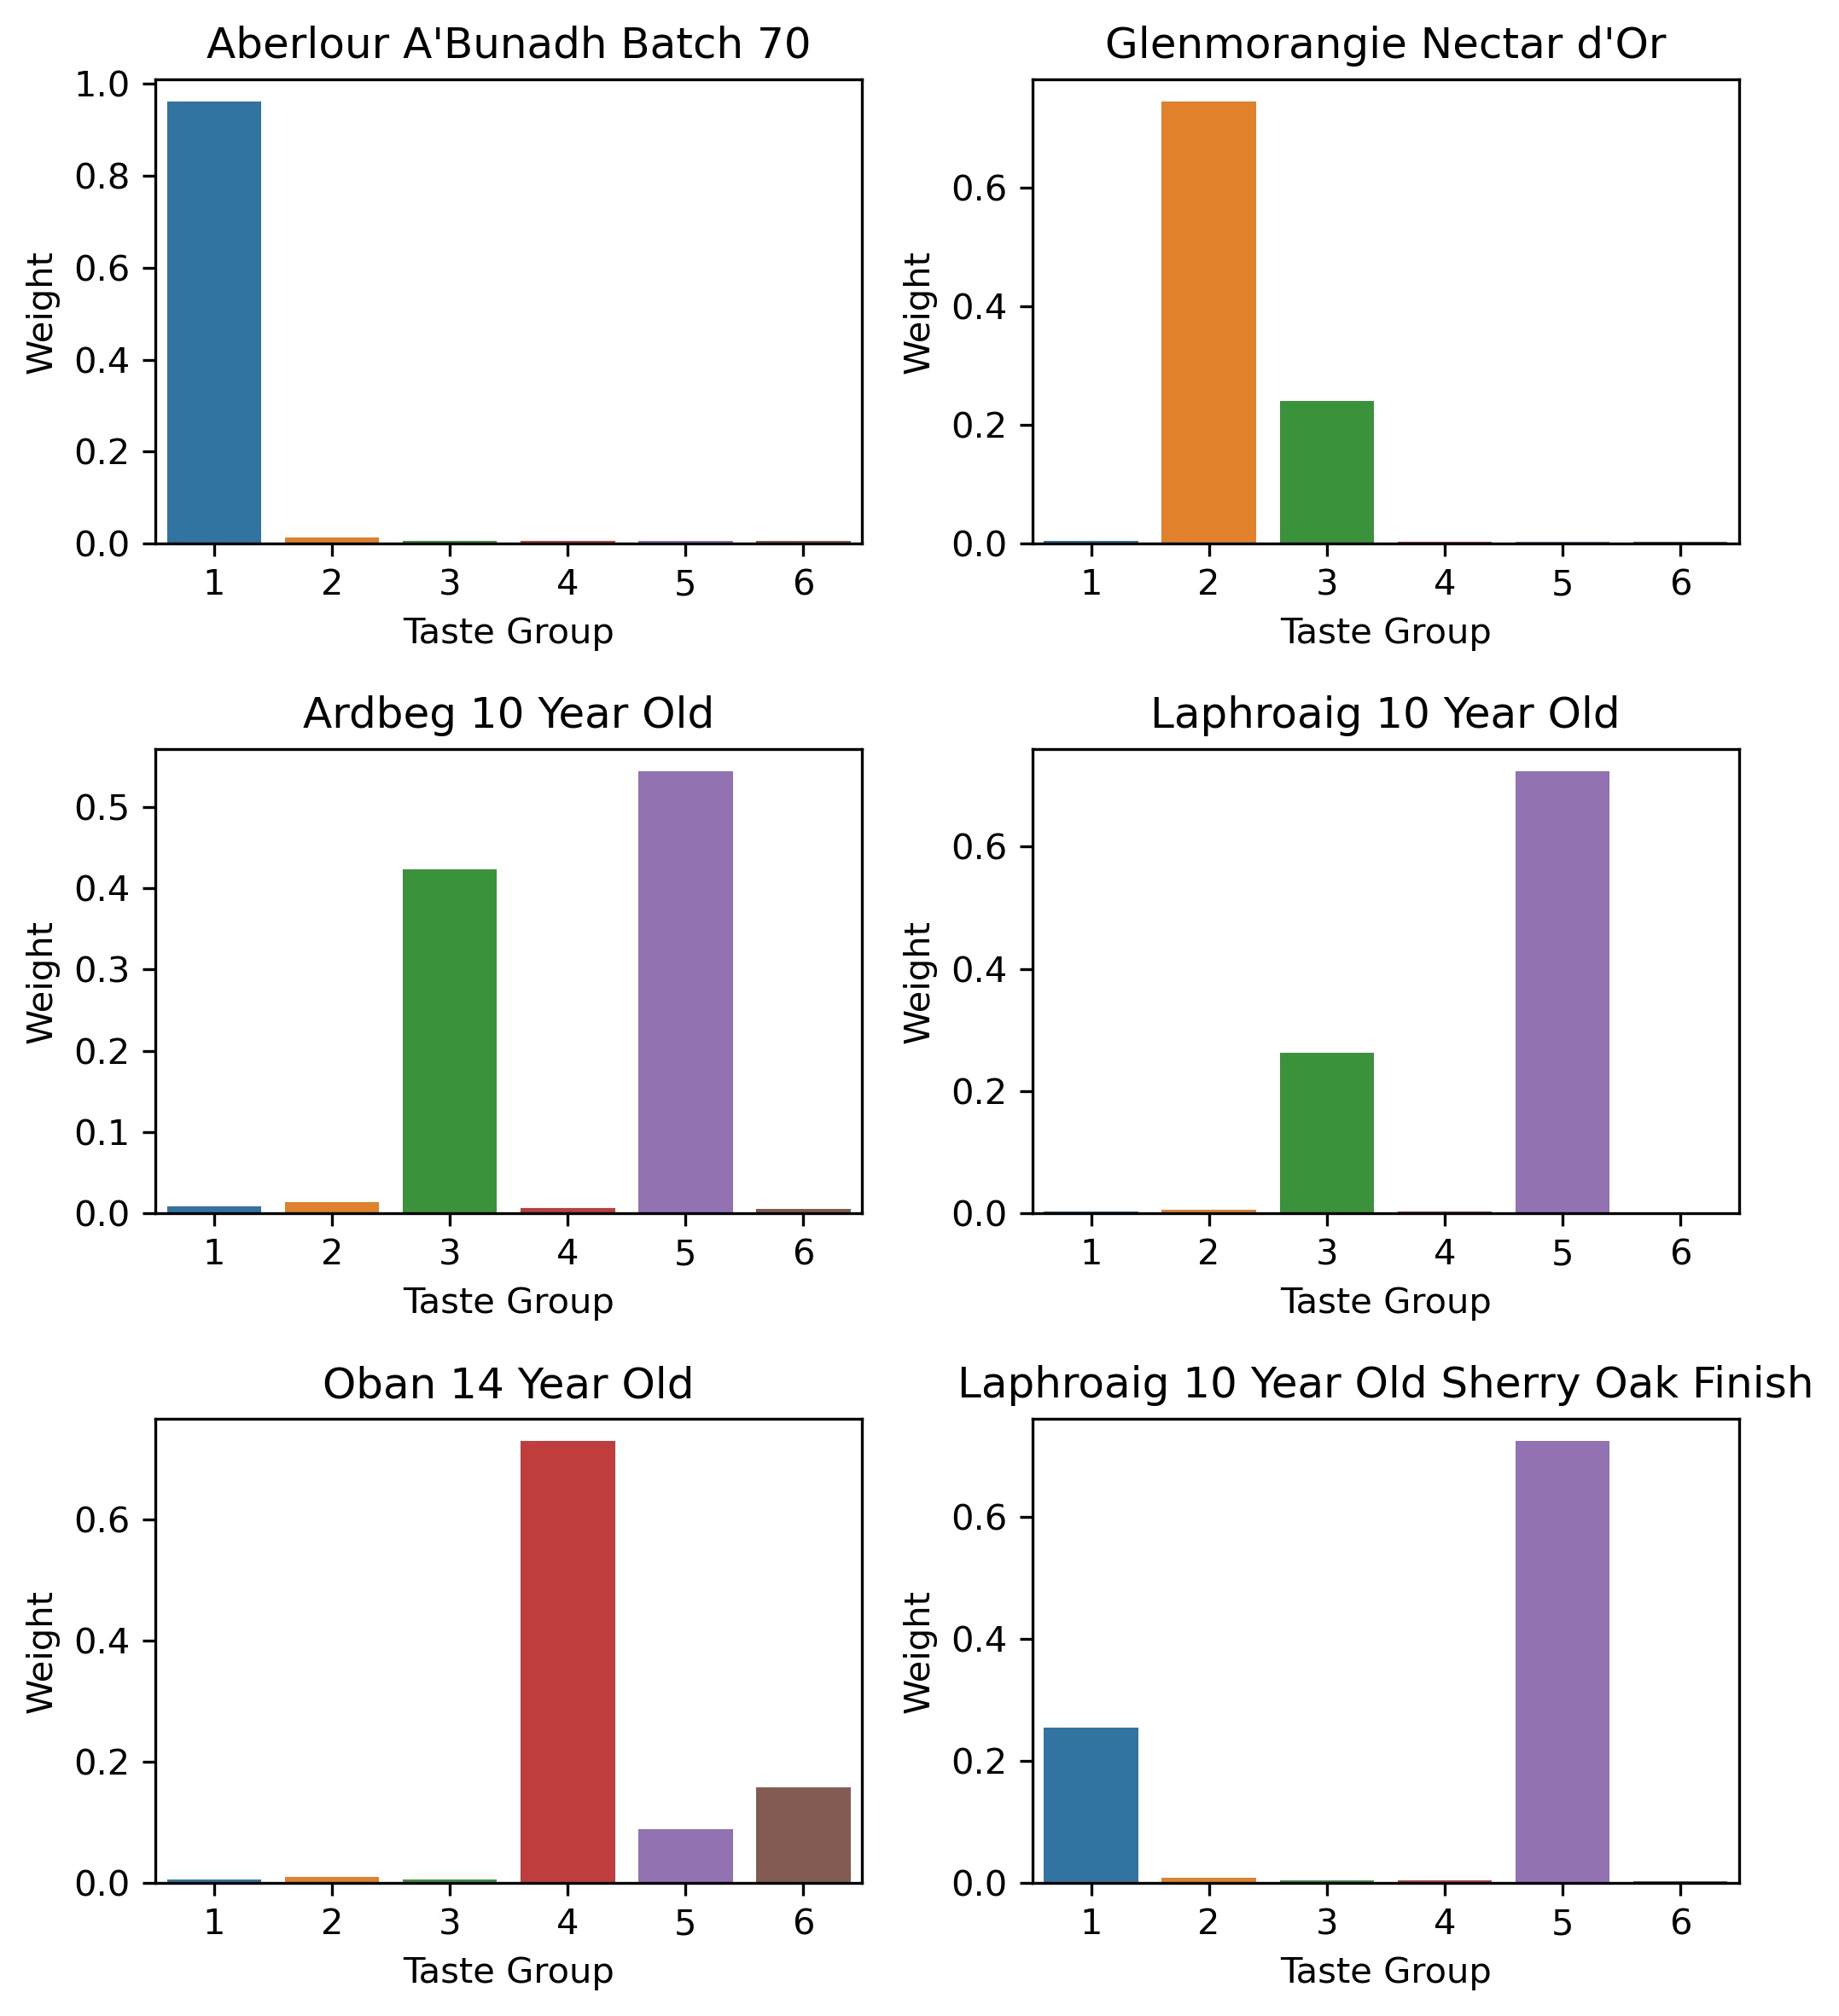 Aberlour A'Bunadh Batch 70
1.0
0.8
0.6
0.4
0.2
0.0
Weight
1 2 3 4 5 6
Taste Group
Glenmorangie Nectar d'Or
0.6
0.4
0.2
0.0
Weight
1 2 3 4 5 6
Taste Group
Ardbeg 10 Year Old
0.5
0.4
0.3
0.2
0.1
0.0
Weight
1 2 3 4 5 6
Taste Group
Laphroaig 10 Year Old
0.6
0.4
0.2
0.0
Weight
1 2 3 4 5 6
Taste Group
Oban 14 Year Old
0.6
0.4
0.2
0.0
Weight
1 2 3 4 5 6
Taste Group
Laphroaig 10 Year Old Sherry Oak Finish
0.6
0.4
0.2
0.0
Weight
1 2 3 4 5 6
Taste Group